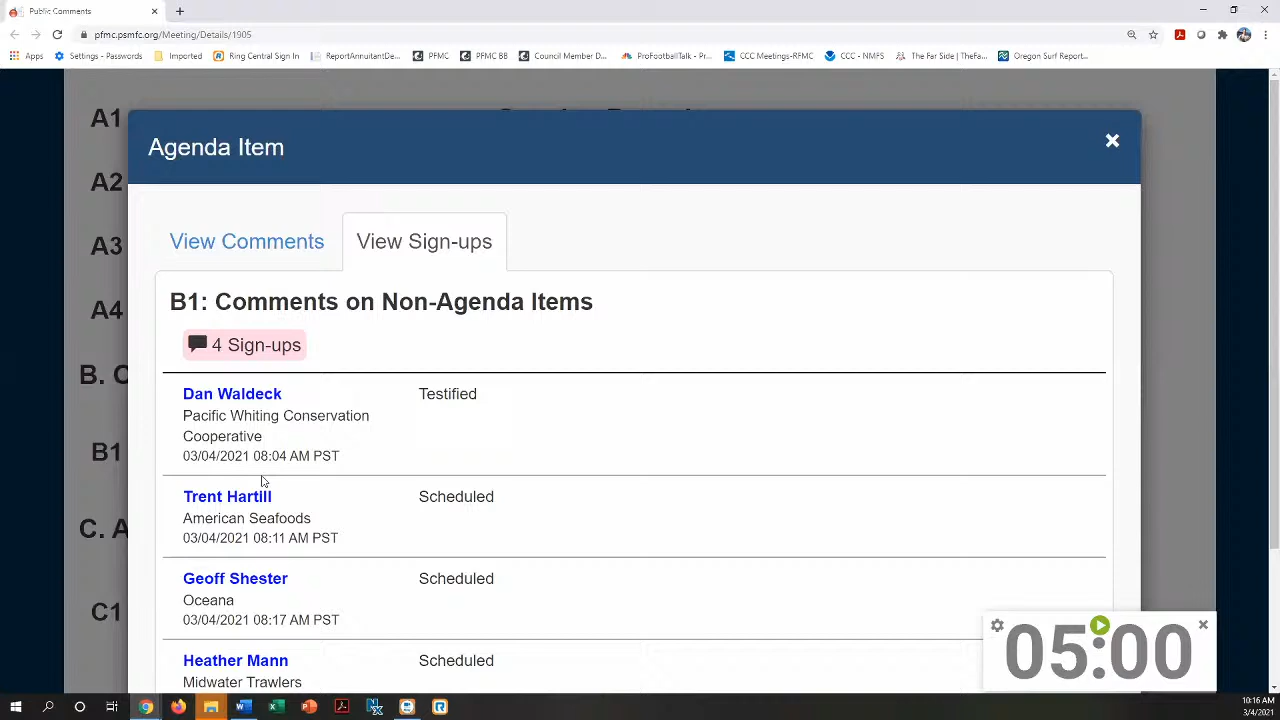 Public Comments
pfmc.psmfc.org/Meeting/Details/1905
Apps Settings - Passwords Imported Ring Central Sign In ReportAnnuitantDe... PFMC PFMC BB Council Member D... ProFootballTalk - Pr... CCC Meetings-RFMC CCC - NMFS The Far Side | TheFa... Oregon Surf Report...
A1
Agenda Item
A2
View Comments View Sign-ups
A3
B1: Comments on Non-Agenda Items
A4
4 Sign-ups
B. C
Dan Waldeck Testified
Pacific Whiting Conservation
Cooperative
B1
03/04/2021 08:04 AM PST
Trent Hartill Scheduled
American Seafoods
C. A
03/04/2021 08:11 AM PST
Geoff Shester Scheduled
Oceana
C1
03/04/2021 08:17 AM PST
05:00
Heather Mann Scheduled
Midwater Trawlers
10:16 AM
3/4/2021